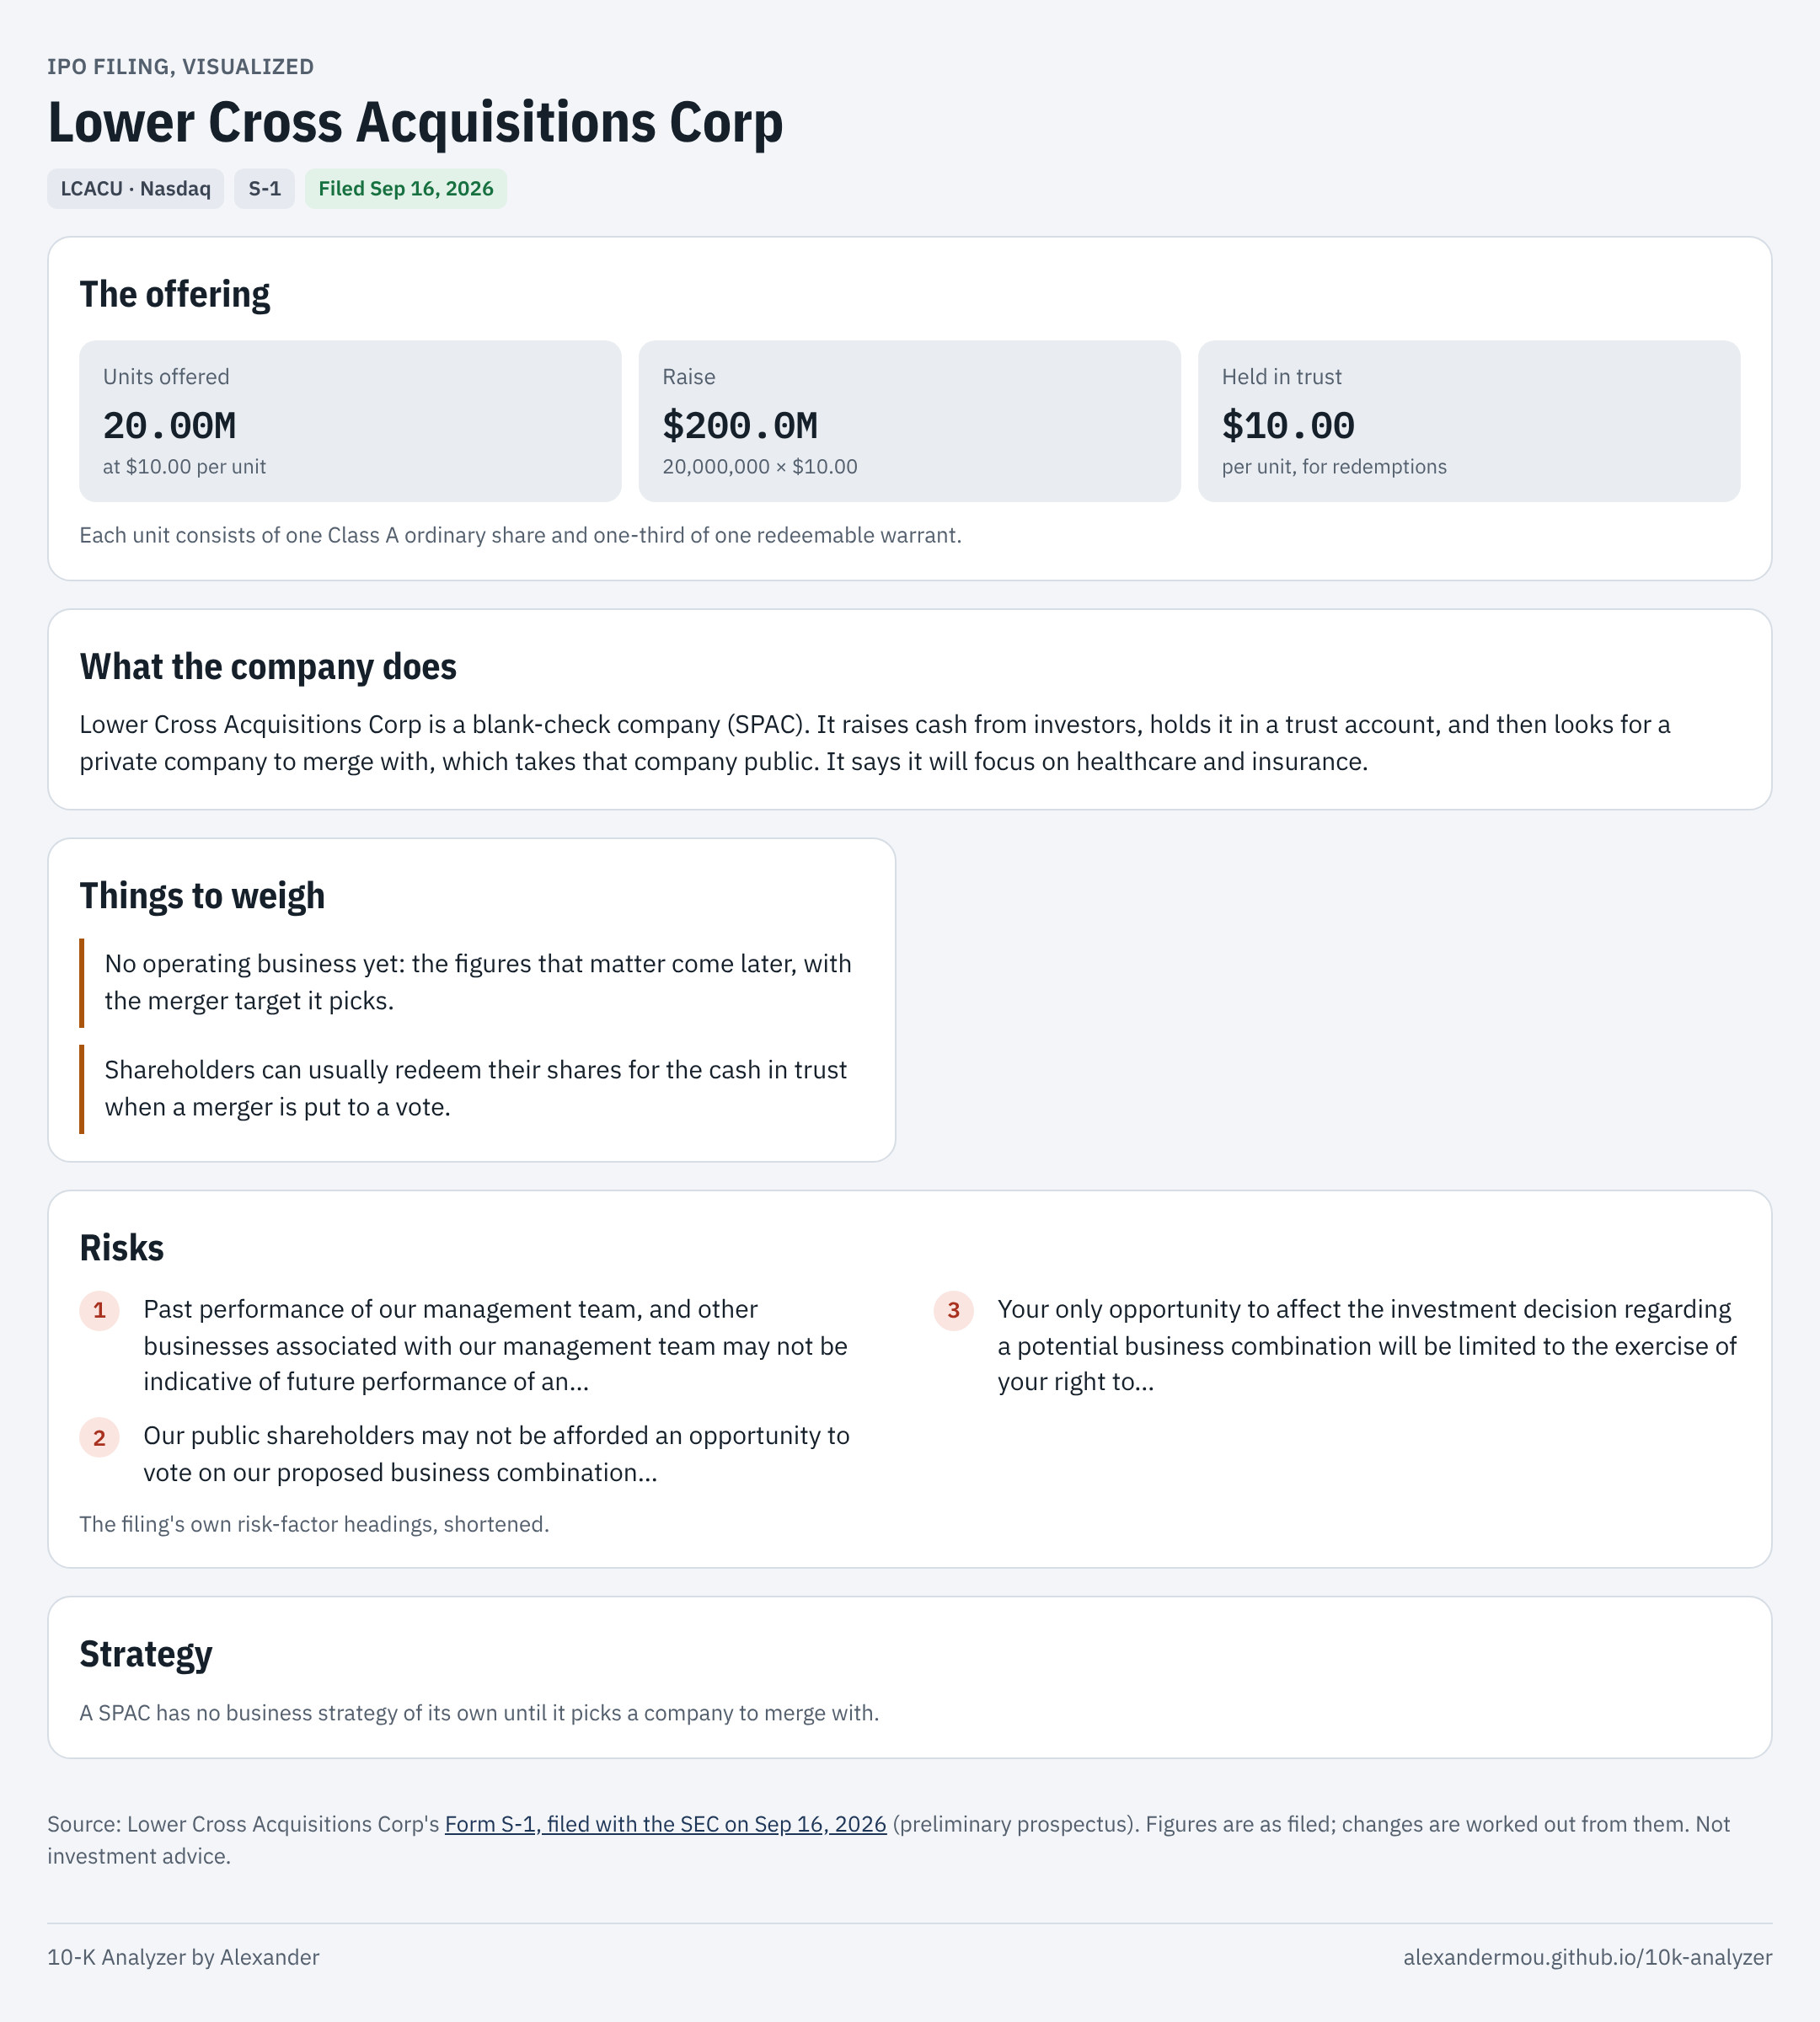 IPO FILING, VISUALIZED
Lower Cross Acquisitions Corp
LCACU · Nasdaq S-1 Filed Sep 16, 2026
The offering
Units offered
20.00M
at $10.00 per unit
Raise
$200.0M
20,000,000 × $10.00
Held in trust
$10.00
per unit, for redemptions
Each unit consists of one Class A ordinary share and one-third of one redeemable warrant.
What the company does
Lower Cross Acquisitions Corp is a blank-check company (SPAC). It raises cash from investors, holds it in a trust account, and then looks for a
private company to merge with, which takes that company public. It says it will focus on healthcare and insurance.
Things to weigh
No operating business yet: the figures that matter come later, with
the merger target it picks.
Shareholders can usually redeem their shares for the cash in trust
when a merger is put to a vote.
Risks
1 Past performance of our management team, and other
businesses associated with our management team may not be
indicative of future performance of an…
2 Our public shareholders may not be afforded an opportunity to
vote on our proposed business combination…
3 Your only opportunity to affect the investment decision regarding
a potential business combination will be limited to the exercise of
your right to…
The filing's own risk-factor headings, shortened.
Strategy
A SPAC has no business strategy of its own until it picks a company to merge with.
Source: Lower Cross Acquisitions Corp's Form S-1, filed with the SEC on Sep 16, 2026 (preliminary prospectus). Figures are as filed; changes are worked out from them. Not
investment advice.
10-K Analyzer by Alexander
alexandermou.github.io/10k-analyzer